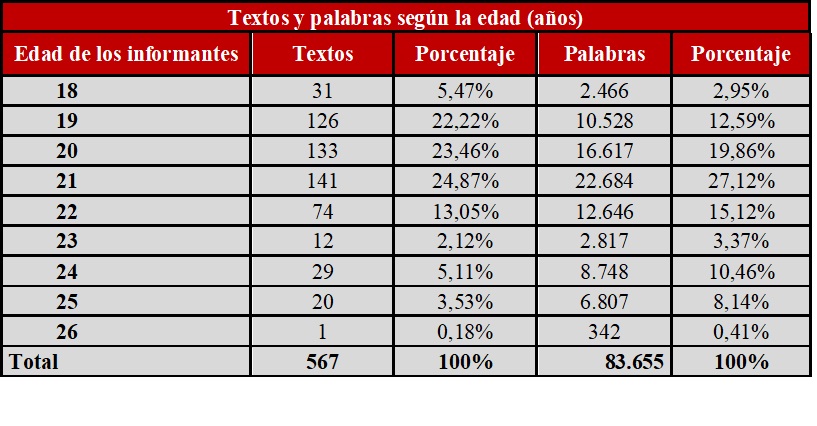 Textos y palabras según la edad (años)
Edad de los informantes Textos Porcentaje Palabras Porcentaje
18 31 5,47% 2.466 2,95%
19 126 22,22% 10.528 12,59%
20 133 23,46% 16.617 19,86%
21 141 24,87% 22.684 27,12%
22 74 13,05% 12.646 15,12%
23 12 2,12% 2.817 3,37%
24 29 5,11% 8.748 10,46%
25 20 3,53% 6.807 8,14%
26 1 0,18% 342 0,41%
Total 567 100% 83.655 100%